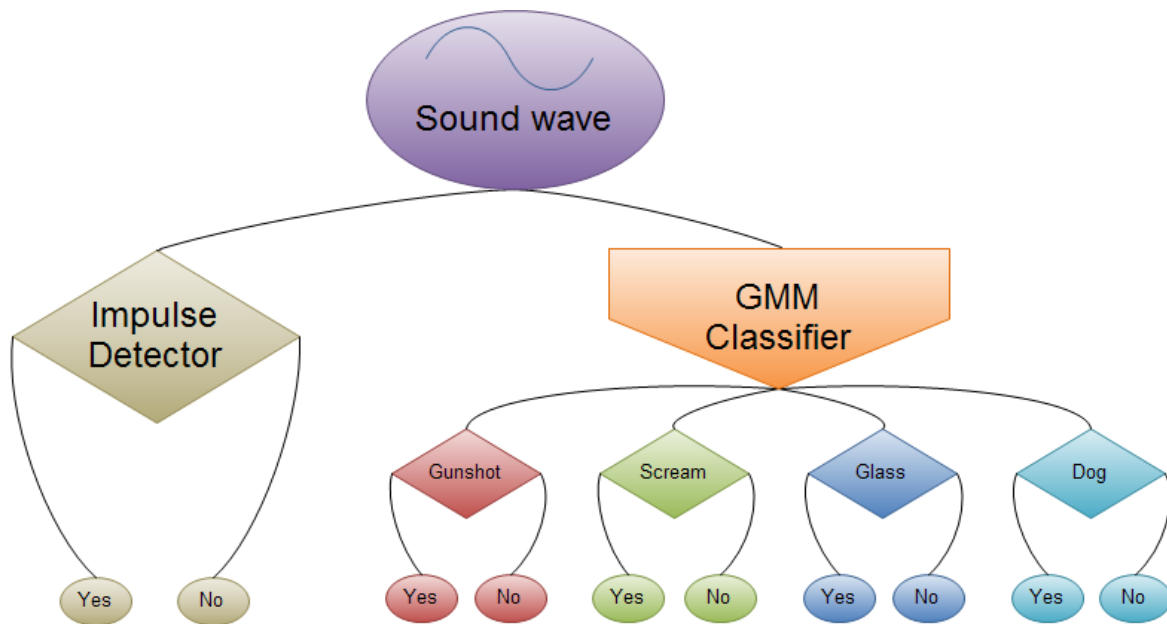 Sound wave
Impulse
Detector
GMM
Classifier
Gunshot
Scream
Glass
Dog
Yes
No
Yes
No
Yes
No
Yes
No
Yes
No